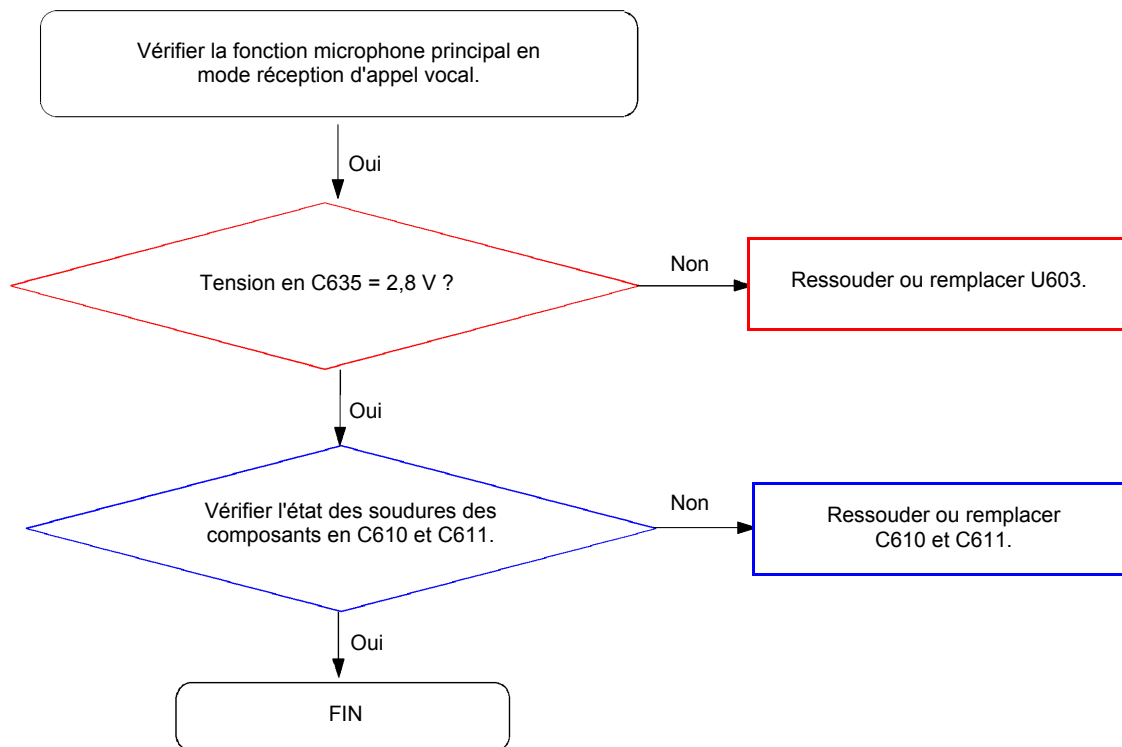 Vérifier la fonction microphone principal en
mode réception d'appel vocal.
Oui
Tension en C635 = 2,8 V ?
Non
Ressouder ou remplacer U603.
Oui
Vérifier l'état des soudures des
composants en C610 et C611.
Non
Ressouder ou remplacer
C610 et C611.
Oui
FIN